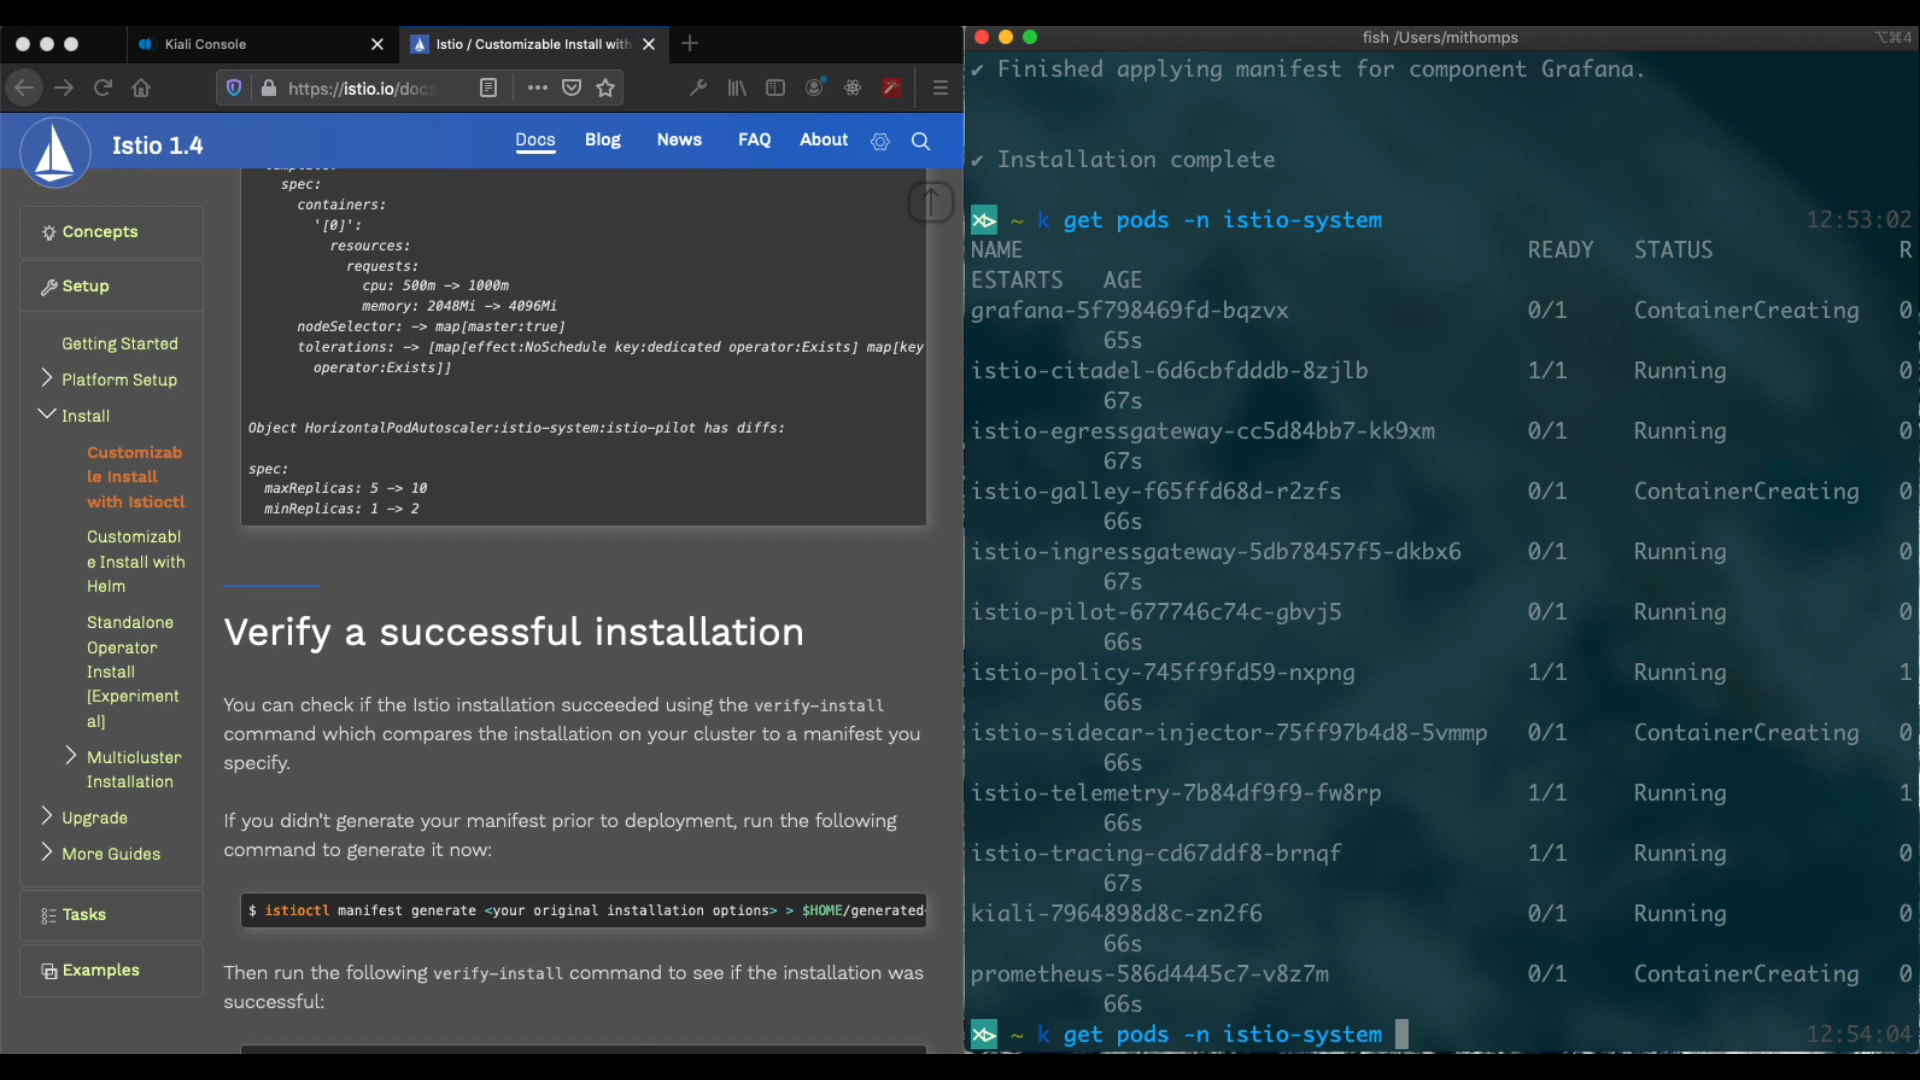 Kiali Console
Istio / Customizable Install with
https://istio.io/docs
Istio 1.4
Docs
Blog
News
FAQ
About
Concepts
Setup
Getting Started
Platform Setup
Install
Customizab
le Install
with Istioctl
Customizabl
e Install with
Helm
Standalone
Operator
Install
[Experiment
al]
Multicluster
Installation
Upgrade
More Guides
Tasks
Examples
spec:
containers:
'[0]':
resources:
requests:
cpu: 500m -> 1000m
memory: 2048Mi -> 4096Mi
nodeSelector: -> map[master:true]
tolerations: -> [map[effect:NoSchedule key:dedicated operator:Exists] map[key
operator:Exists]]
Object HorizontalPodAutoscaler:istio-system:istio-pilot has diffs:
spec:
maxReplicas: 5 -> 10
minReplicas: 1 -> 2
Verify a successful installation
You can check if the Istio installation succeeded using the verify-install
command which compares the installation on your cluster to a manifest you
specify.
If you didn't generate your manifest prior to deployment, run the following
command to generate it now:
$ istioctl manifest generate <your original installation options> > $HOME/generated-
Then run the following verify-install command to see if the installation was
successful:
fish /Users/mithomps
⌥⌘4
✔ Finished applying manifest for component Grafana.
✔ Installation complete
~ k get pods -n istio-system 12:53:02
NAME READY STATUS R
ESTARTS AGE
grafana-5f798469fd-bqzvx 0/1 ContainerCreating 0
65s
istio-citadel-6d6cbfdddb-8zjlb 1/1 Running 0
67s
istio-egressgateway-cc5d84bb7-kk9xm 0/1 Running 0
67s
istio-galley-f65ffd68d-r2zfs 0/1 ContainerCreating 0
66s
istio-ingressgateway-5db78457f5-dkbx6 0/1 Running 0
67s
istio-pilot-677746c74c-gbvj5 0/1 Running 0
66s
istio-policy-745ff9fd59-nxpng 1/1 Running 1
66s
istio-sidecar-injector-75ff97b4d8-5vmmp 0/1 ContainerCreating 0
66s
istio-telemetry-7b84df9f9-fw8rp 1/1 Running 1
66s
istio-tracing-cd67ddf8-brnqf 1/1 Running 0
67s
kiali-7964898d8c-zn2f6 0/1 Running 0
66s
prometheus-586d4445c7-v8z7m 0/1 ContainerCreating 0
66s
~ k get pods -n istio-system 12:54:04